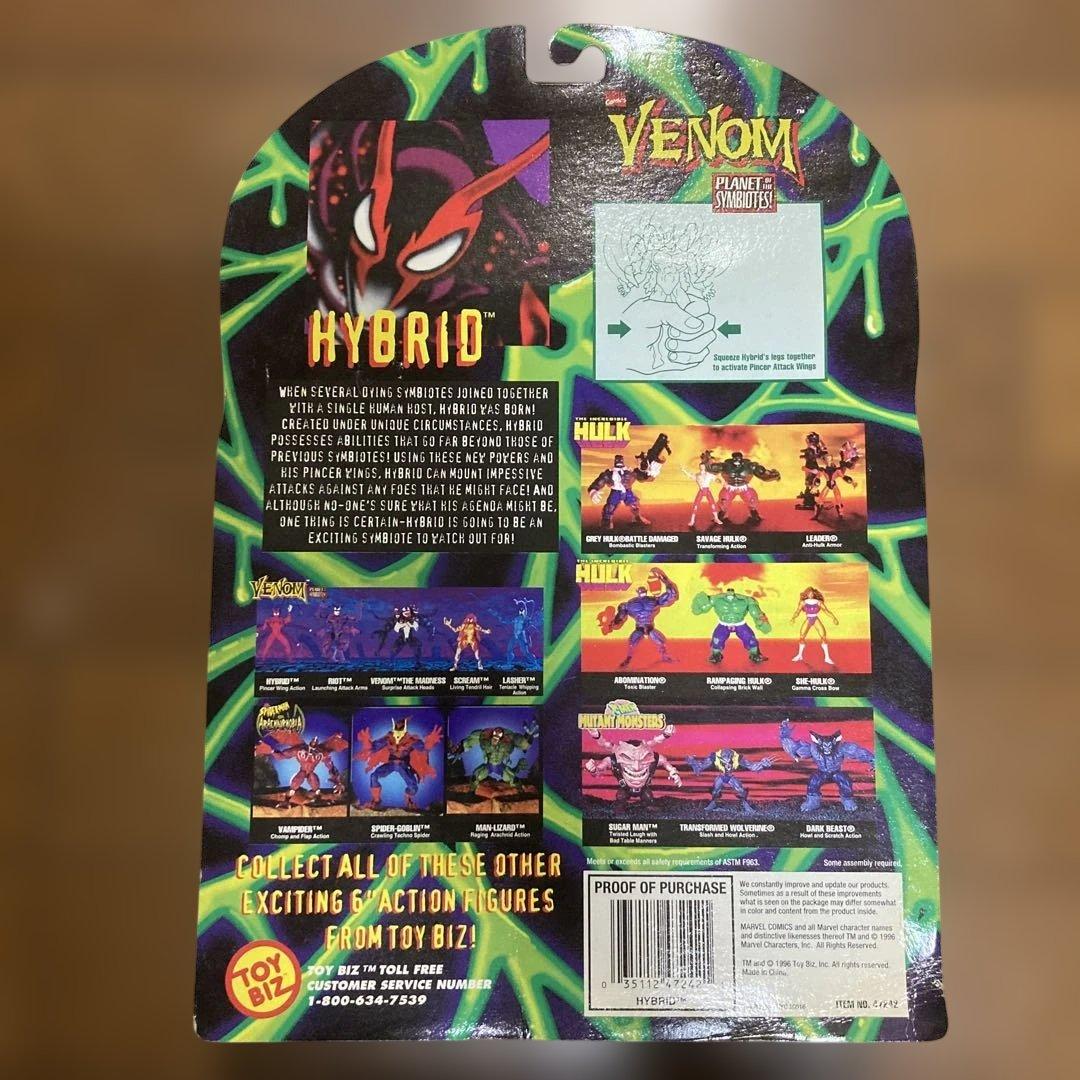 COMICS
VENOM™
PLANET OF THE
SYMBIOTES!
HYBRID™
Squeeze Hybrid's legs together
to activate Pincer Attack Wings
WHEN SEVERAL DYING SYMBIOTES JOINED TOGETHER
WITH A SINGLE HUMAN HOST, HYBRID WAS BORN!
CREATED UNDER UNIQUE CIRCUMSTANCES, HYBRID
POSSESSES ABILITIES THAT GO FAR BEYOND THOSE OF
PREVIOUS SYMBIOTES! USING THESE NEW POWERS AND
HIS PINCER WINGS, HYBRID CAN MOUNT IMPESSIVE
ATTACKS AGAINST ANY FOES THAT HE MIGHT FACE! AND
ALTHOUGH NO-ONE'S SURE WHAT HIS AGENDA MIGHT BE,
ONE THING IS CERTAIN-HYBRID IS GOING TO BE AN
EXCITING SYMBIOTE TO WATCH OUT FOR!
THE INCREDIBLE
HULK
GREY HULK®BATTLE DAMAGED
Bombastic Blasters
SAVAGE HULK®
Transforming Action
LEADER®
Anti-Hulk Armor
THE INCREDIBLE
HULK
ABOMINATION®
Toxic Blaster
RAMPAGING HULK®
Collapsing Brick Wall
SHE-HULK®
Gamma Cross Bow
VENOM
HYBRID™
Pincer Wing Action
RIOT™
Launching Attack Arms
VENOM™THE MADNESS
Surprise Attack Heads
SCREAM™
Living Tendril Hair
LASHER™
Tentacle Whipping
Action
SPIDER-MAN
ARACHNOPHOBIA
VAMPIDER™
Chomp and Flap Action
SPIDER-GOBLIN™
Crawling Techno Spider
MAN-LIZARD™
Raging Arachnid Action
X-MEN
MUTANT MONSTERS
SUGAR MAN™
Twisted Laugh with
Bad Table Manners
TRANSFORMED WOLVERINE®
Slash and Howl Action
DARK BEAST®
Howl and Scratch Action
COLLECT ALL OF THESE OTHER
EXCITING 6" ACTION FIGURES
FROM TOY BIZ!
TOY
BIZ
TOY BIZ™ TOLL FREE
CUSTOMER SERVICE NUMBER
1-800-634-7539
Meets or exceeds all safety requirements of ASTM F963.
Some assembly required.
PROOF OF PURCHASE
0 35112 47242
HYBRID™
We constantly improve and update our products.
Sometimes as a result of these improvements
what is seen on the package may differ somewhat
in color and content from the product inside.
MARVEL COMICS and all Marvel character names
and distinctive likenesses thereof TM and © 1996
Marvel Characters, Inc. All Rights Reserved.
TM and © 1996 Toy Biz, Inc. All rights reserved.
Made in China.
ITEM NO. 47242